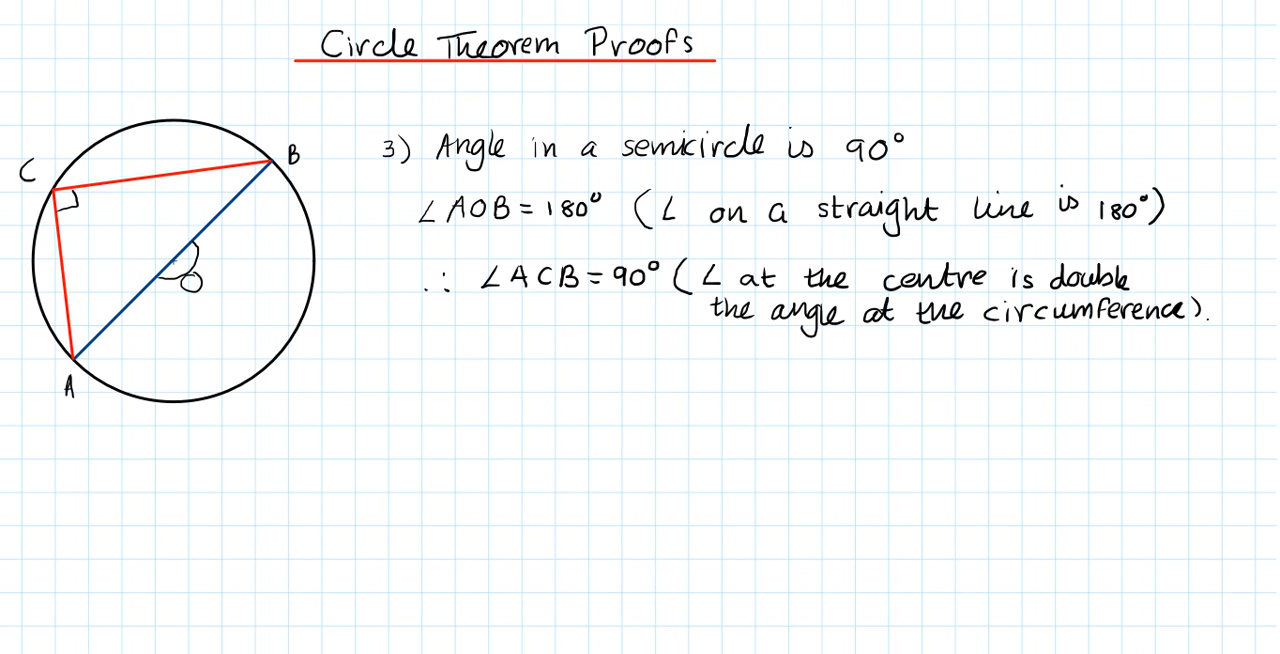 Circle Theorem Proofs
C
B
O
A
3) Angle in a semicircle is 90°
∠AOB = 180° (∠ on a straight line is 180°)
∴ ∠ACB = 90° (∠ at the centre is double
the angle at the circumference).